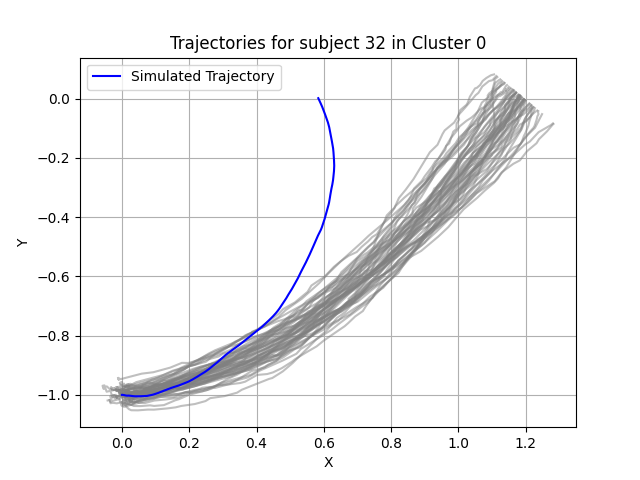 Trajectories for subject 32 in Cluster 0
Simulated Trajectory
0.0
−0.2
−0.4
−0.6
−0.8
−1.0
Y
0.0 0.2 0.4 0.6 0.8 1.0 1.2
X